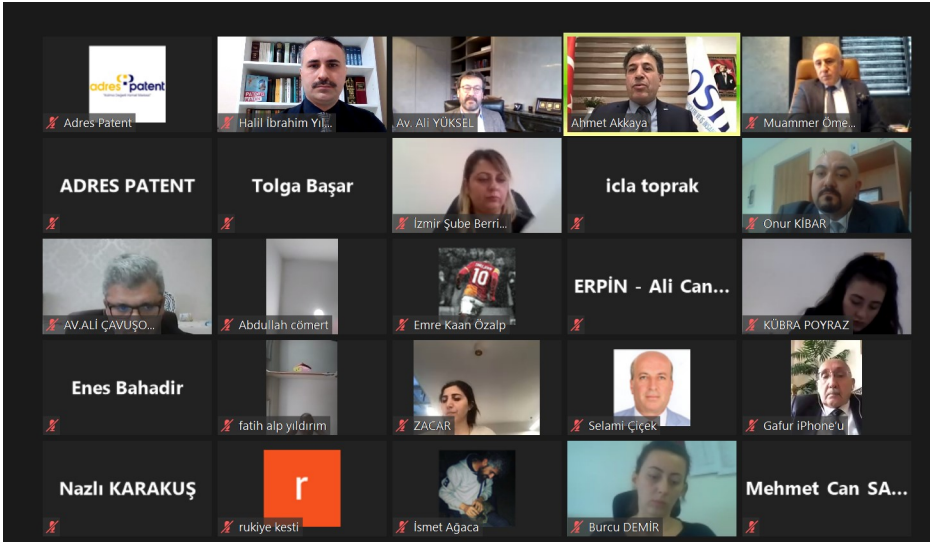 adres patent
Adres Patent
Halil İbrahim Yıl...
Av. Ali YÜKSEL
OSİ
Ahmet Akkaya
Muammer Öme...
ADRES PATENT
Tolga Başar
İzmir Şube Berri...
icla toprak
Onur KİBAR
AV.ALİ ÇAVUŞO...
Abdullah cömert
10
Emre Kaan Özalp
ERPİN - Ali Can...
KÜBRA POYRAZ
Enes Bahadir
fatih alp yıldırım
ZACAR
Selami Çiçek
Gafur iPhone'u
Nazlı KARAKUŞ
r
rukiye kesti
İsmet Ağaca
Burcu DEMİR
Mehmet Can SA...